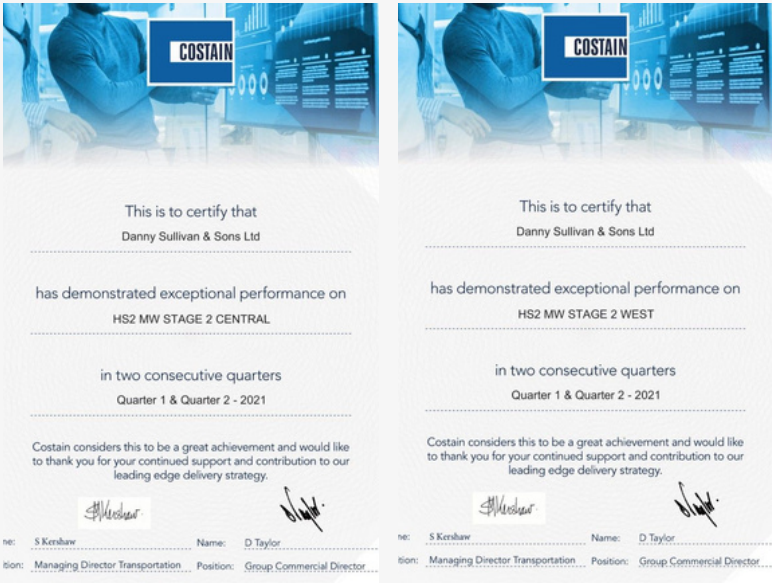 COSTAIN
This is to certify that
Danny Sullivan & Sons Ltd
has demonstrated exceptional performance on
HS2 MW STAGE 2 CENTRAL
in two consecutive quarters
Quarter 1 & Quarter 2 - 2021
Costain considers this to be a great achievement and would like
to thank you for your continued support and contribution to our
leading edge delivery strategy.
ne: S Kershaw Name: D Taylor
ition: Managing Director Transportation Position: Group Commercial Director
COSTAIN
This is to certify that
Danny Sullivan & Sons Ltd
has demonstrated exceptional performance on
HS2 MW STAGE 2 WEST
in two consecutive quarters
Quarter 1 & Quarter 2 - 2021
Costain considers this to be a great achievement and would like
to thank you for your continued support and contribution to our
leading edge delivery strategy.
ne: S Kershaw Name: D Taylor
ition: Managing Director Transportation Position: Group Commercial Director